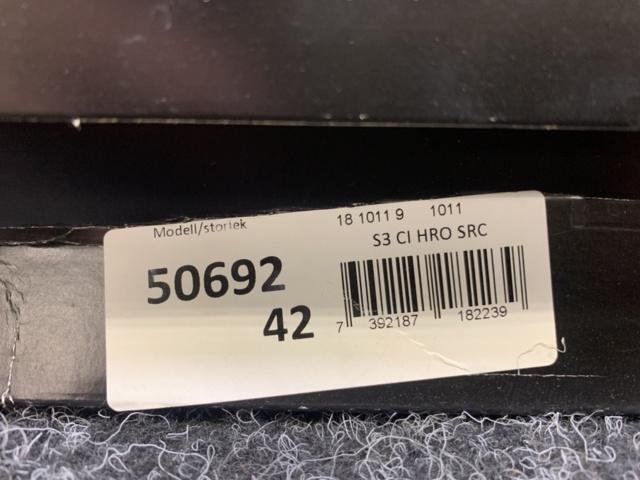 Modell/storlek
18 1011 9 1011
S3 CI HRO SRC
50692
42
7 392187 182239